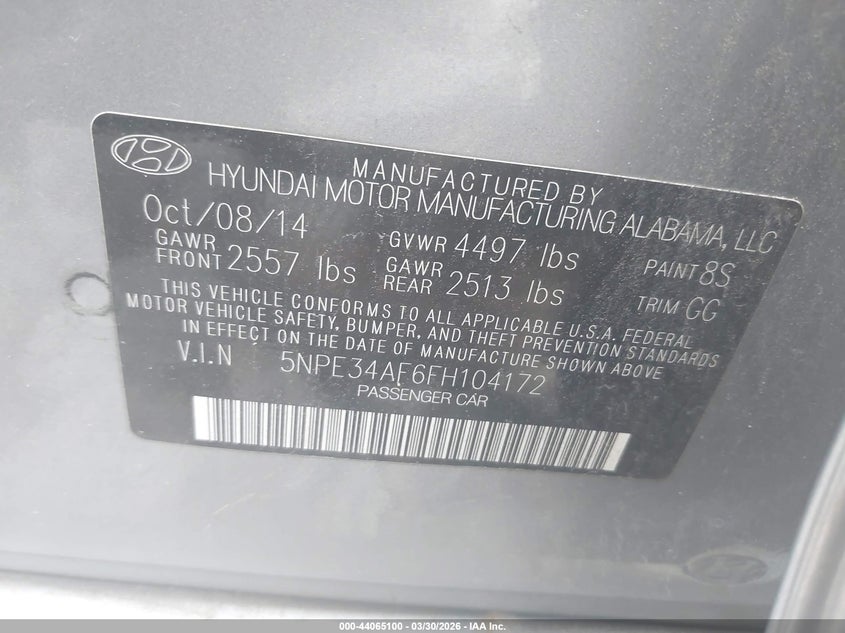 MANUFACTURED BY
HYUNDAI MOTOR MANUFACTURING ALABAMA, LLC
Oct/08/14
GVWR 4497 lbs
PAINT 8S
GAWR
FRONT 2557 lbs
GAWR
REAR 2513 lbs
TRIM GG
THIS VEHICLE CONFORMS TO ALL APPLICABLE U.S.A. FEDERAL
MOTOR VEHICLE SAFETY, BUMPER, AND THEFT PREVENTION STANDARDS
IN EFFECT ON THE DATE OF MANUFACTURE SHOWN ABOVE
V.I.N 5NPE34AF6FH104172
PASSENGER CAR
000-44065100 - 03/30/2026 - IAA Inc.